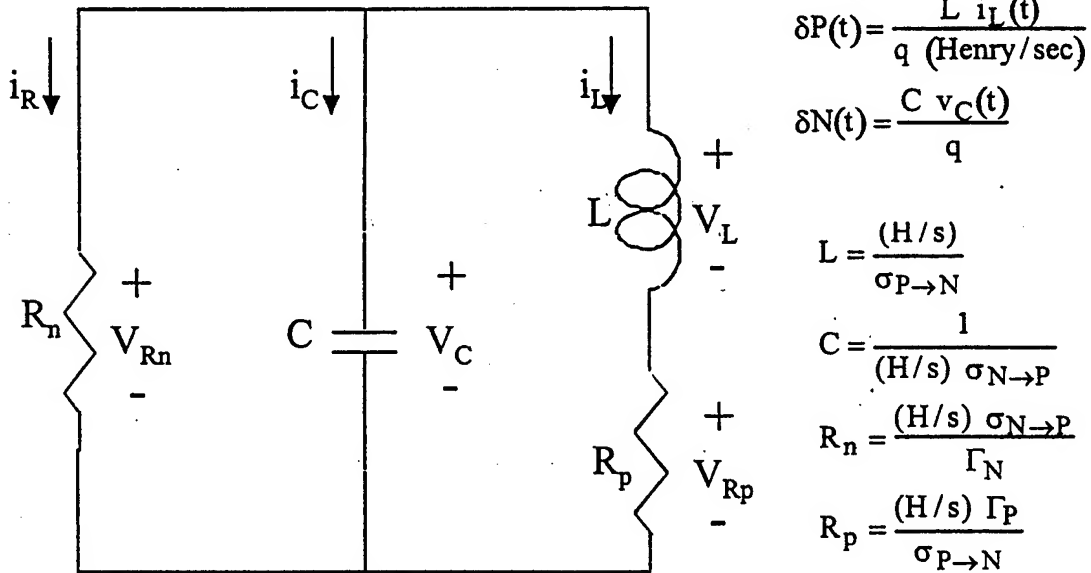 i_R
i_C
i_L
R_n
+
V_Rn
-
C
+
V_C
-
L
+
V_L
-
R_p
+
V_Rp
-
δP(t) = L i_L(t) / q (Henry/sec)
δN(t) = C v_C(t) / q
L = (H/s) / σ_P→N
C = 1 / (H/s) σ_N→P
R_n = (H/s) σ_N→P / Γ_N
R_p = (H/s) Γ_P / σ_P→N